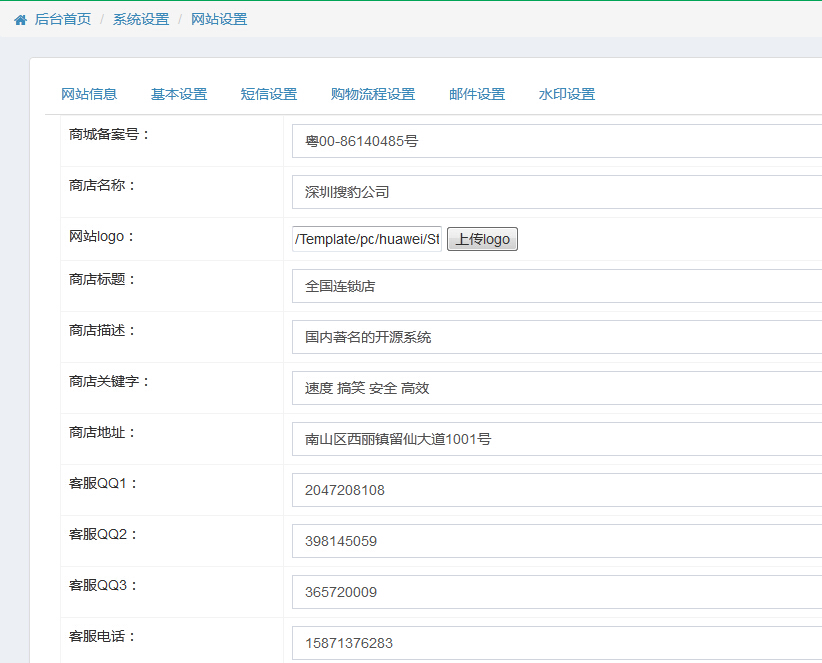 后台首页 / 系统设置 / 网站设置
网站信息 基本设置 短信设置 购物流程设置 邮件设置 水印设置
商城备案号： 粤00-86140485号
商店名称： 深圳搜豹公司
网站logo： /Template/pc/huawei/St 上传logo
商店标题： 全国连锁店
商店描述： 国内著名的开源系统
商店关键字： 速度 搞笑 安全 高效
商店地址： 南山区西丽镇留仙大道1001号
客服QQ1： 2047208108
客服QQ2： 398145059
客服QQ3： 365720009
客服电话： 15871376283